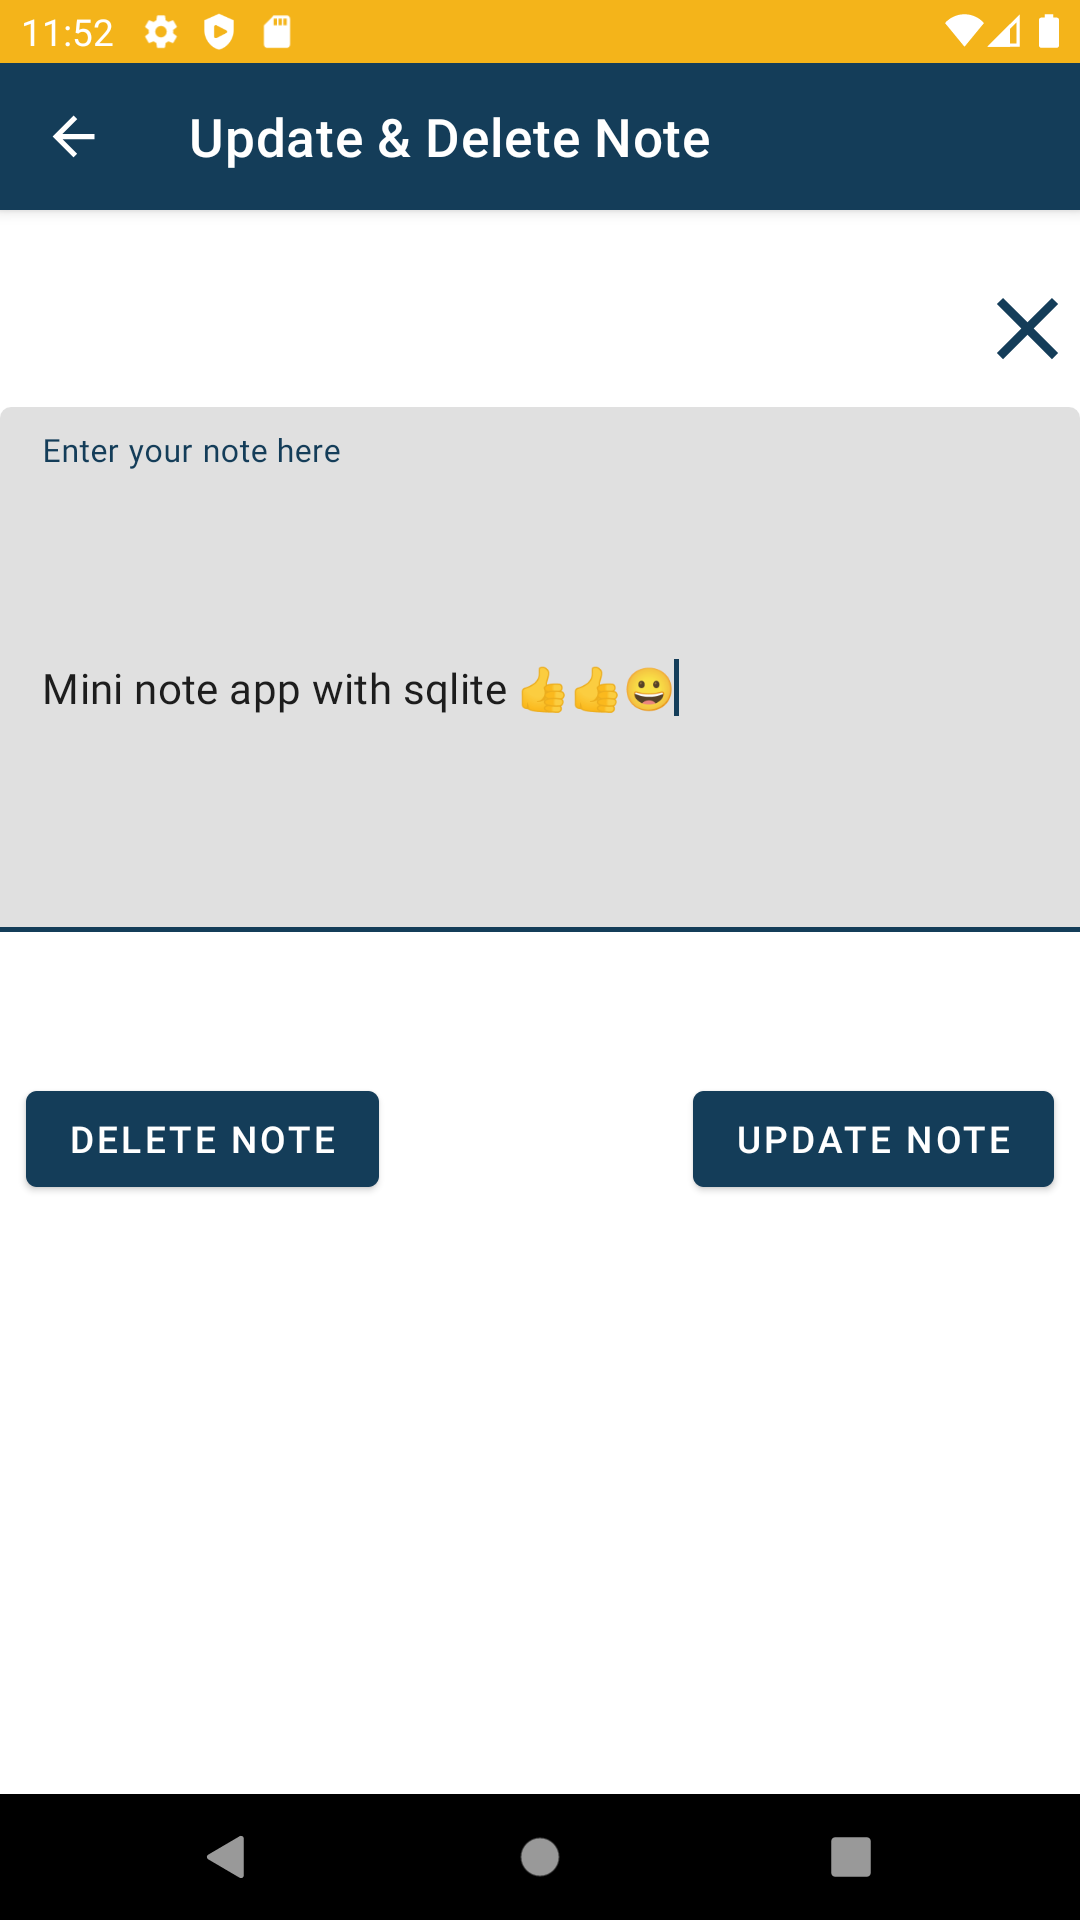 11:52
Update & Delete Note
Enter your note here
Mini note app with sqlite 👍👍😀
DELETE NOTE
UPDATE NOTE